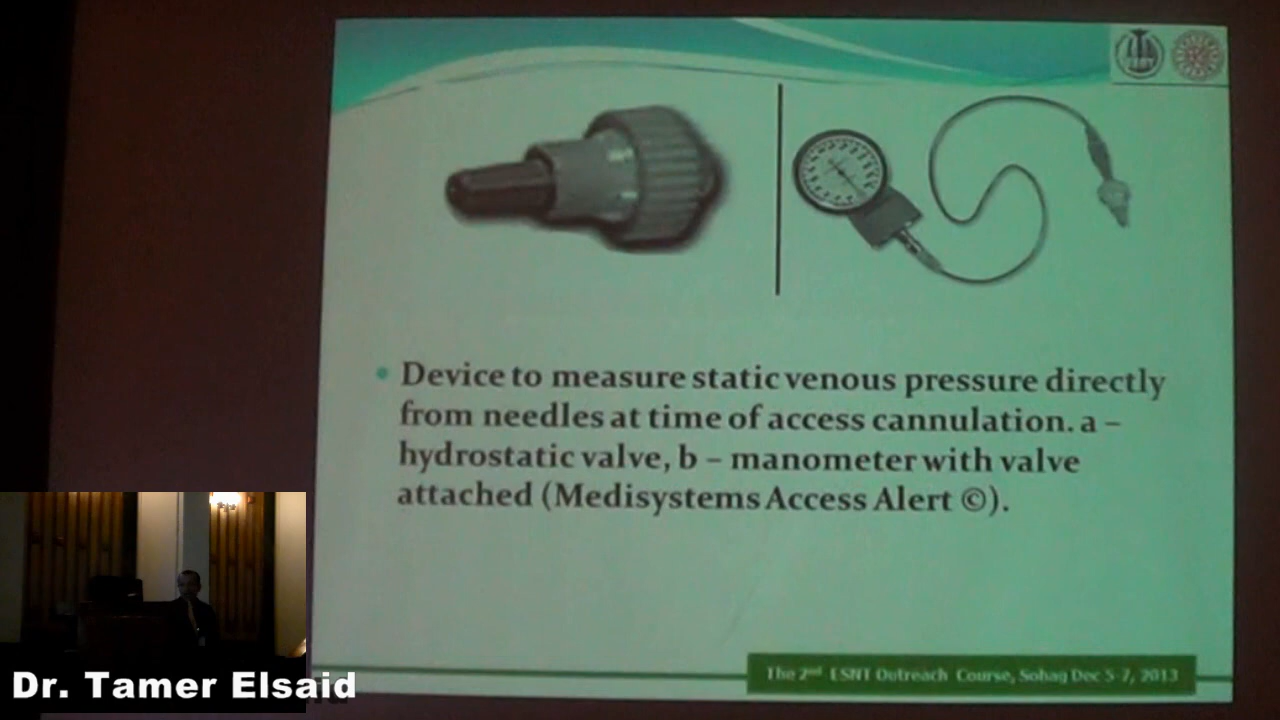 Device to measure static venous pressure directly
from needles at time of access cannulation. a –
hydrostatic valve, b – manometer with valve
attached (Medisystems Access Alert ©).
The 2nd ESNT Outreach Course, Sohag Dec 5-7, 2013
Dr. Tamer Elsaid